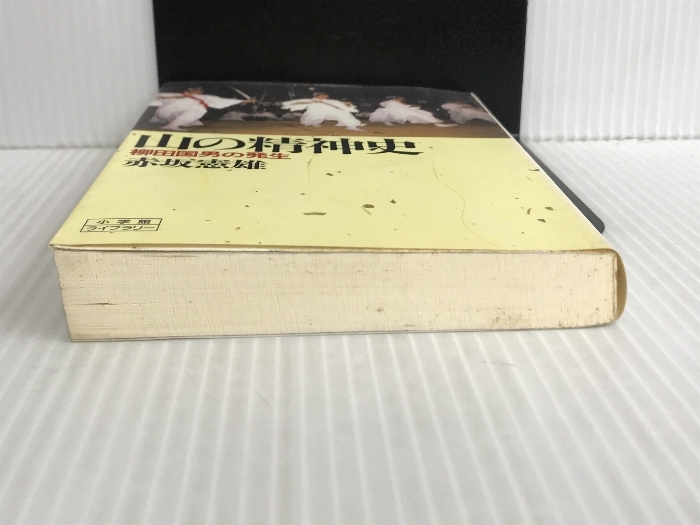 山の精神史
柳田国男の発生
赤坂憲雄
小学館
ライブラリー